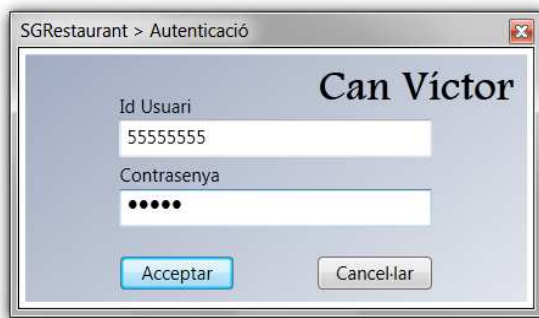 SGRestaurant > Autenticació
Can Víctor
Id Usuari
55555555
Contrasenya
●●●●●
Acceptar
Cancel·lar